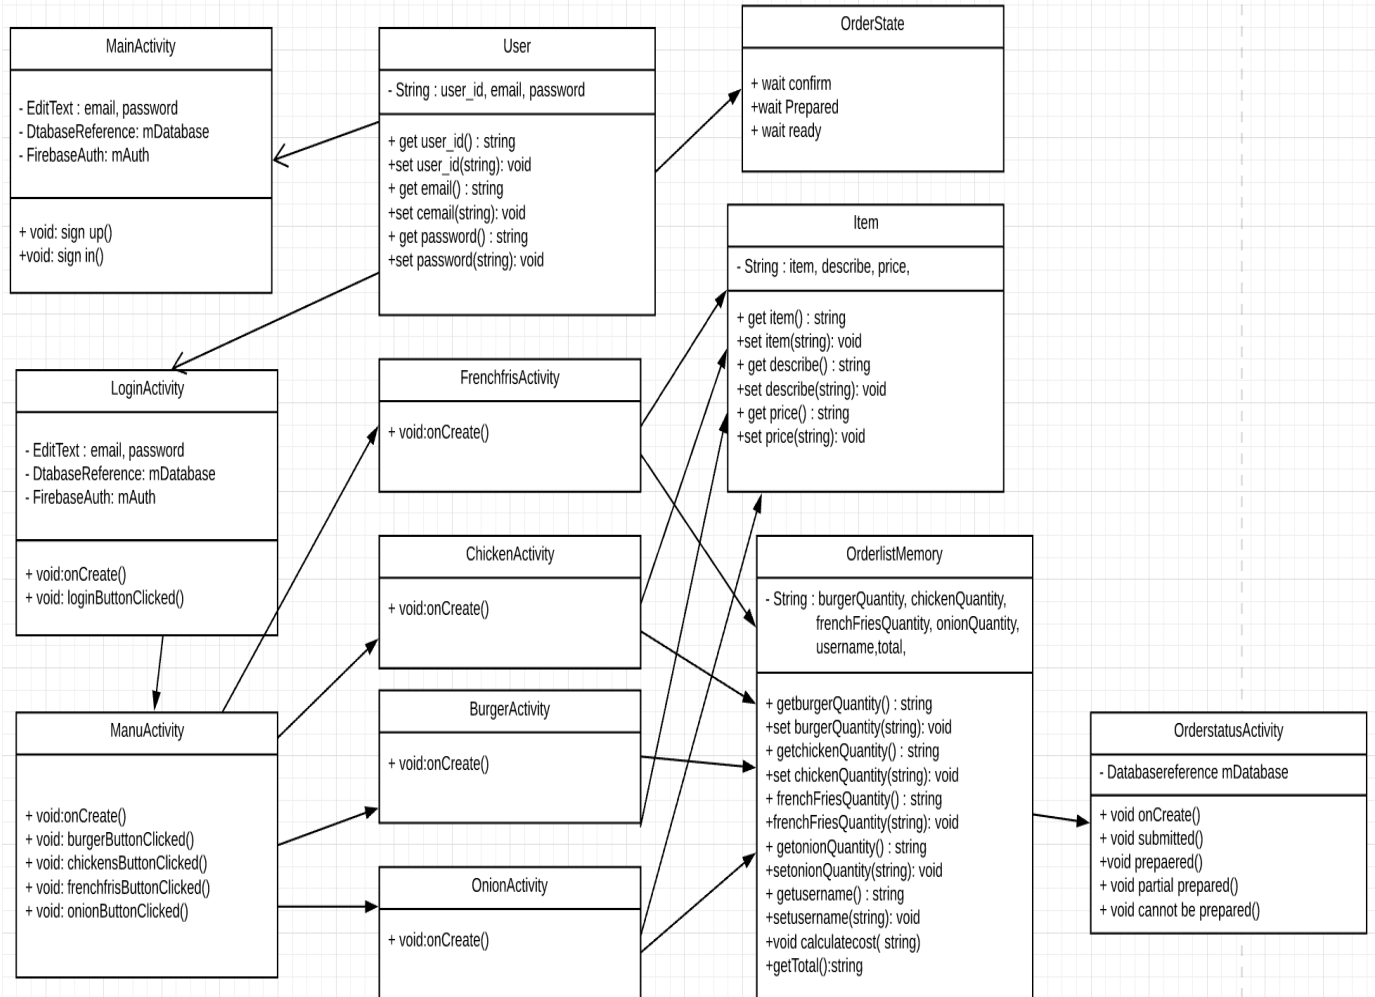 MainActivity
- EditText : email, password
- DtabaseReference: mDatabase
- FirebaseAuth: mAuth
+ void: sign up()
+void: sign in()
User
- String : user_id, email, password
+ get user_id() : string
+set user_id(string): void
+ get email() : string
+set cemail(string): void
+ get password() : string
+set password(string): void
OrderState
+ wait confirm
+wait Prepared
+ wait ready
Item
- String : item, describe, price,
+ get item() : string
+set item(string): void
+ get describe() : string
+set describe(string): void
+ get price() : string
+set price(string): void
LoginActivity
- EditText : email, password
- DtabaseReference: mDatabase
- FirebaseAuth: mAuth
+ void:onCreate()
+ void: loginButtonClicked()
FrenchfrisActivity
+ void:onCreate()
ChickenActivity
+ void:onCreate()
BurgerActivity
+ void:onCreate()
OnionActivity
+ void:onCreate()
ManuActivity
+ void:onCreate()
+ void: burgerButtonClicked()
+ void: chickensButtonClicked()
+ void: frenchfrisButtonClicked()
+ void: onionButtonClicked()
OrderlistMemory
- String : burgerQuantity, chickenQuantity,
frenchFriesQuantity, onionQuantity,
username,total,
+ getburgerQuantity() : string
+set burgerQuantity(string): void
+ getchickenQuantity() : string
+set chickenQuantity(string): void
+ frenchFriesQuantity() : string
+frenchFriesQuantity(string): void
+ getonionQuantity() : string
+setonionQuantity(string): void
+ getusername() : string
+setusername(string): void
+void calculatecost( string)
+getTotal():string
OrderstatusActivity
- Databasereference mDatabase
+ void onCreate()
+ void submitted()
+void prepaered()
+ void partial prepared()
+ void cannot be prepared()